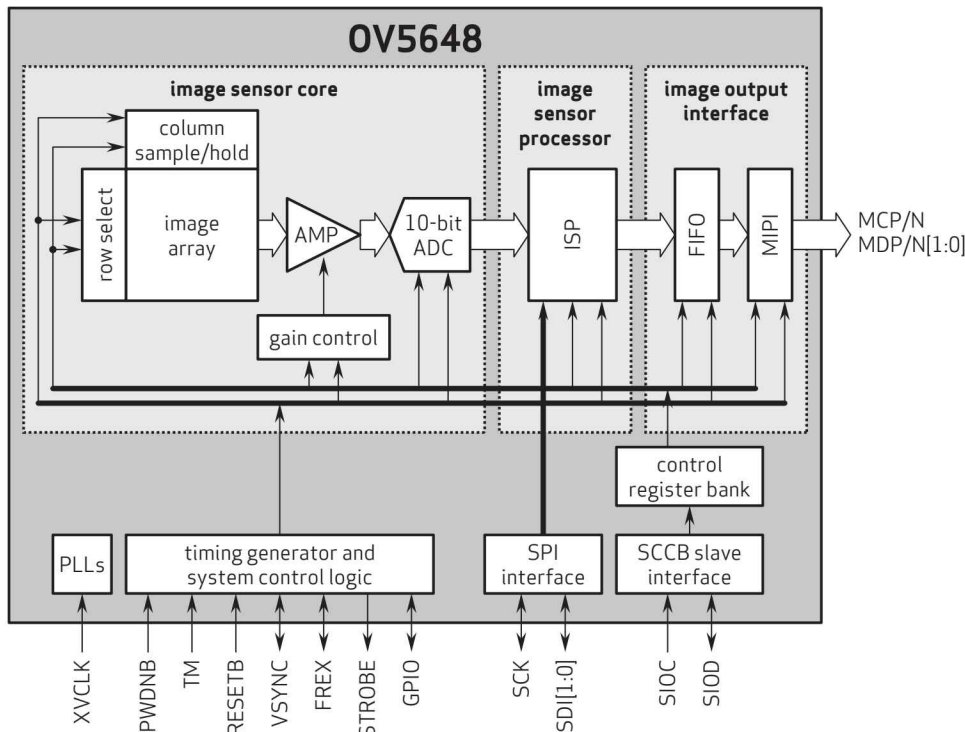 OV5648
image sensor core
image
sensor
processor
image output
interface
column
sample/hold
row select
image
array
AMP
10-bit
ADC
ISP
FIFO
MIPI
MCP/N
MDP/N[1:0]
gain control
control
register bank
PLLs
timing generator and
system control logic
SPI
interface
SCCB slave
interface
XVCLK
PWDNB
TM
RESETB
VSYNC
FREX
STROBE
GPIO
SCK
SDI[1:0]
SIOC
SIOD